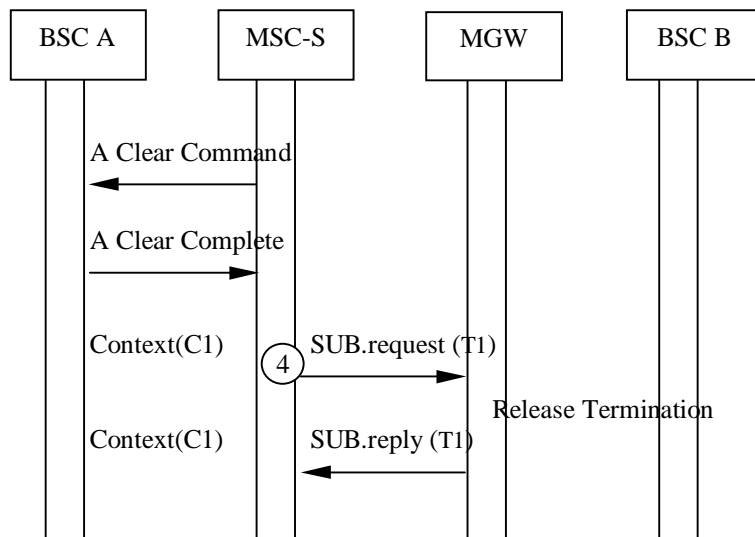 BSC A MSC-S MGW BSC B
A Clear Command
A Clear Complete
Context(C1) SUB.request (T1)
4
Release Termination
Context(C1) SUB.reply (T1)